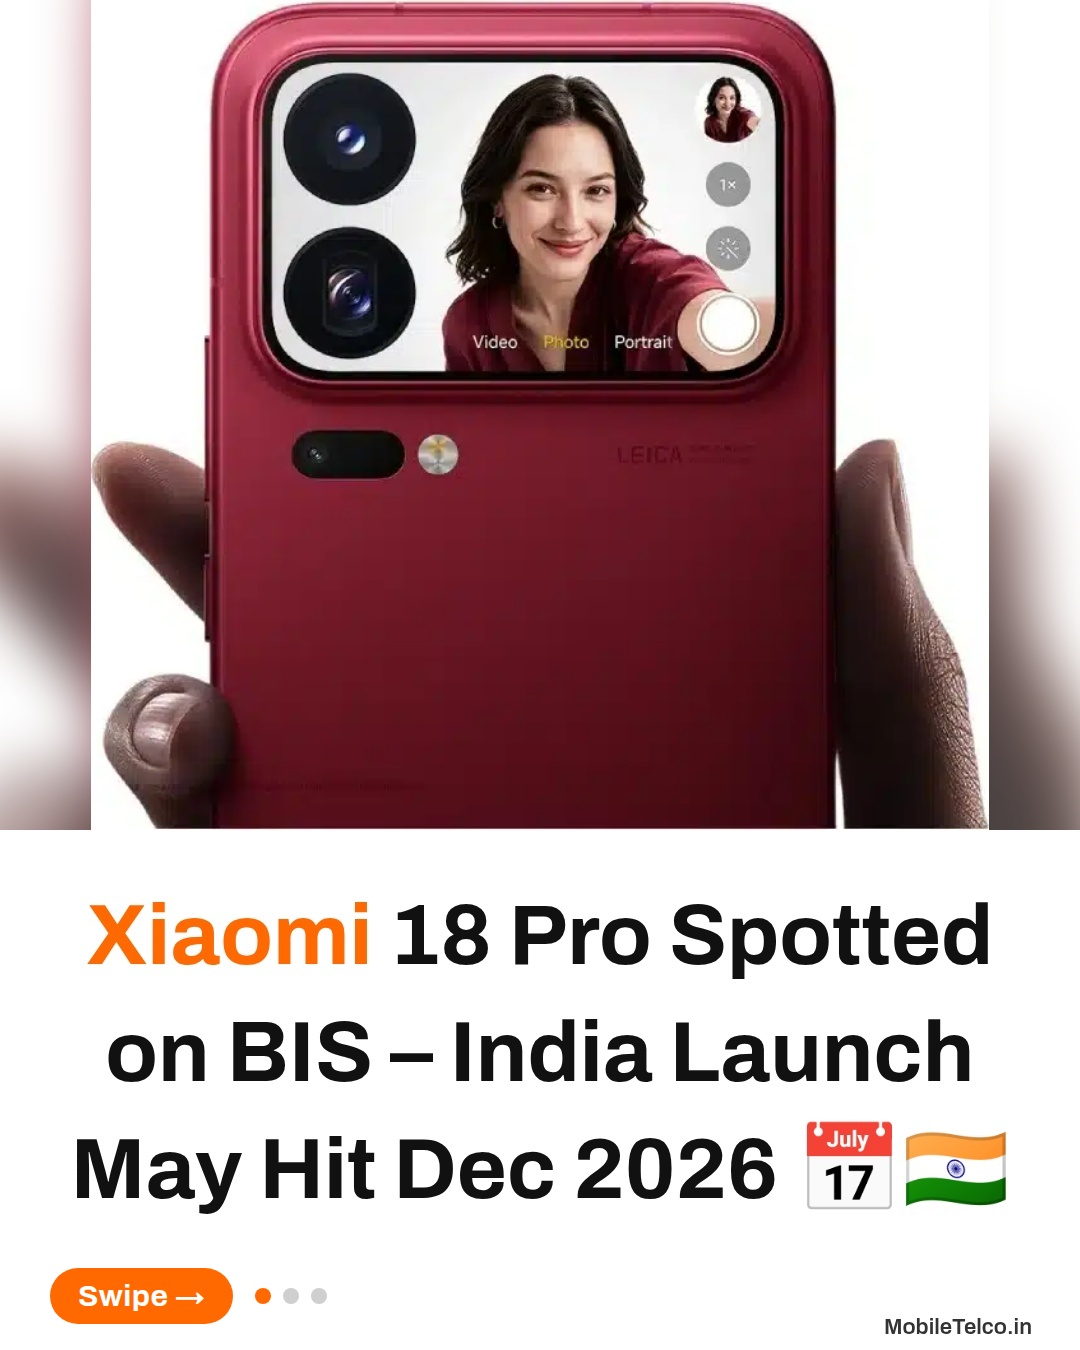 1×
Video Photo Portrait
LEICA
Xiaomi 18 Pro Spotted
on BIS – India Launch
May Hit Dec 2026
July
17
Swipe →
MobileTelco.in